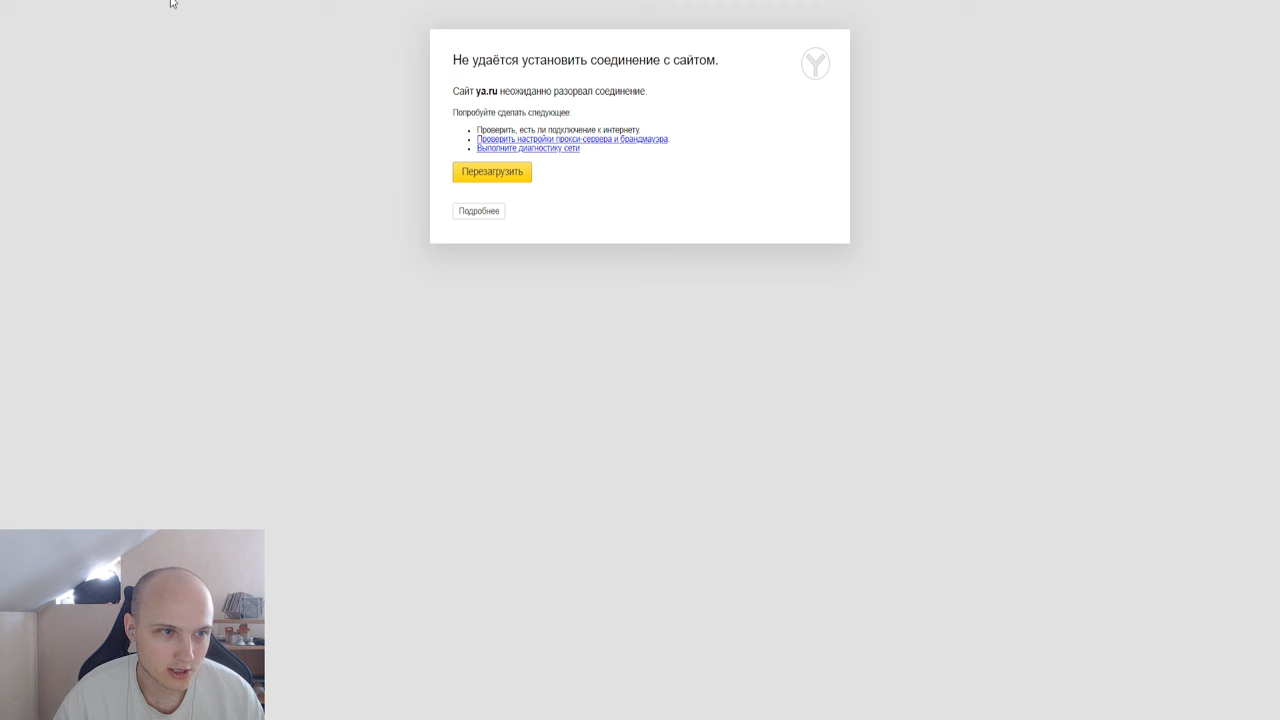 Не удаётся установить соединение с сайтом.
Сайт ya.ru неожиданно разорвал соединение.
Попробуйте сделать следующее:
Проверить, есть ли подключение к интернету.
Проверить настройки прокси-сервера и брандмауэра.
Выполните диагностику сети
Перезагрузить
Подробнее